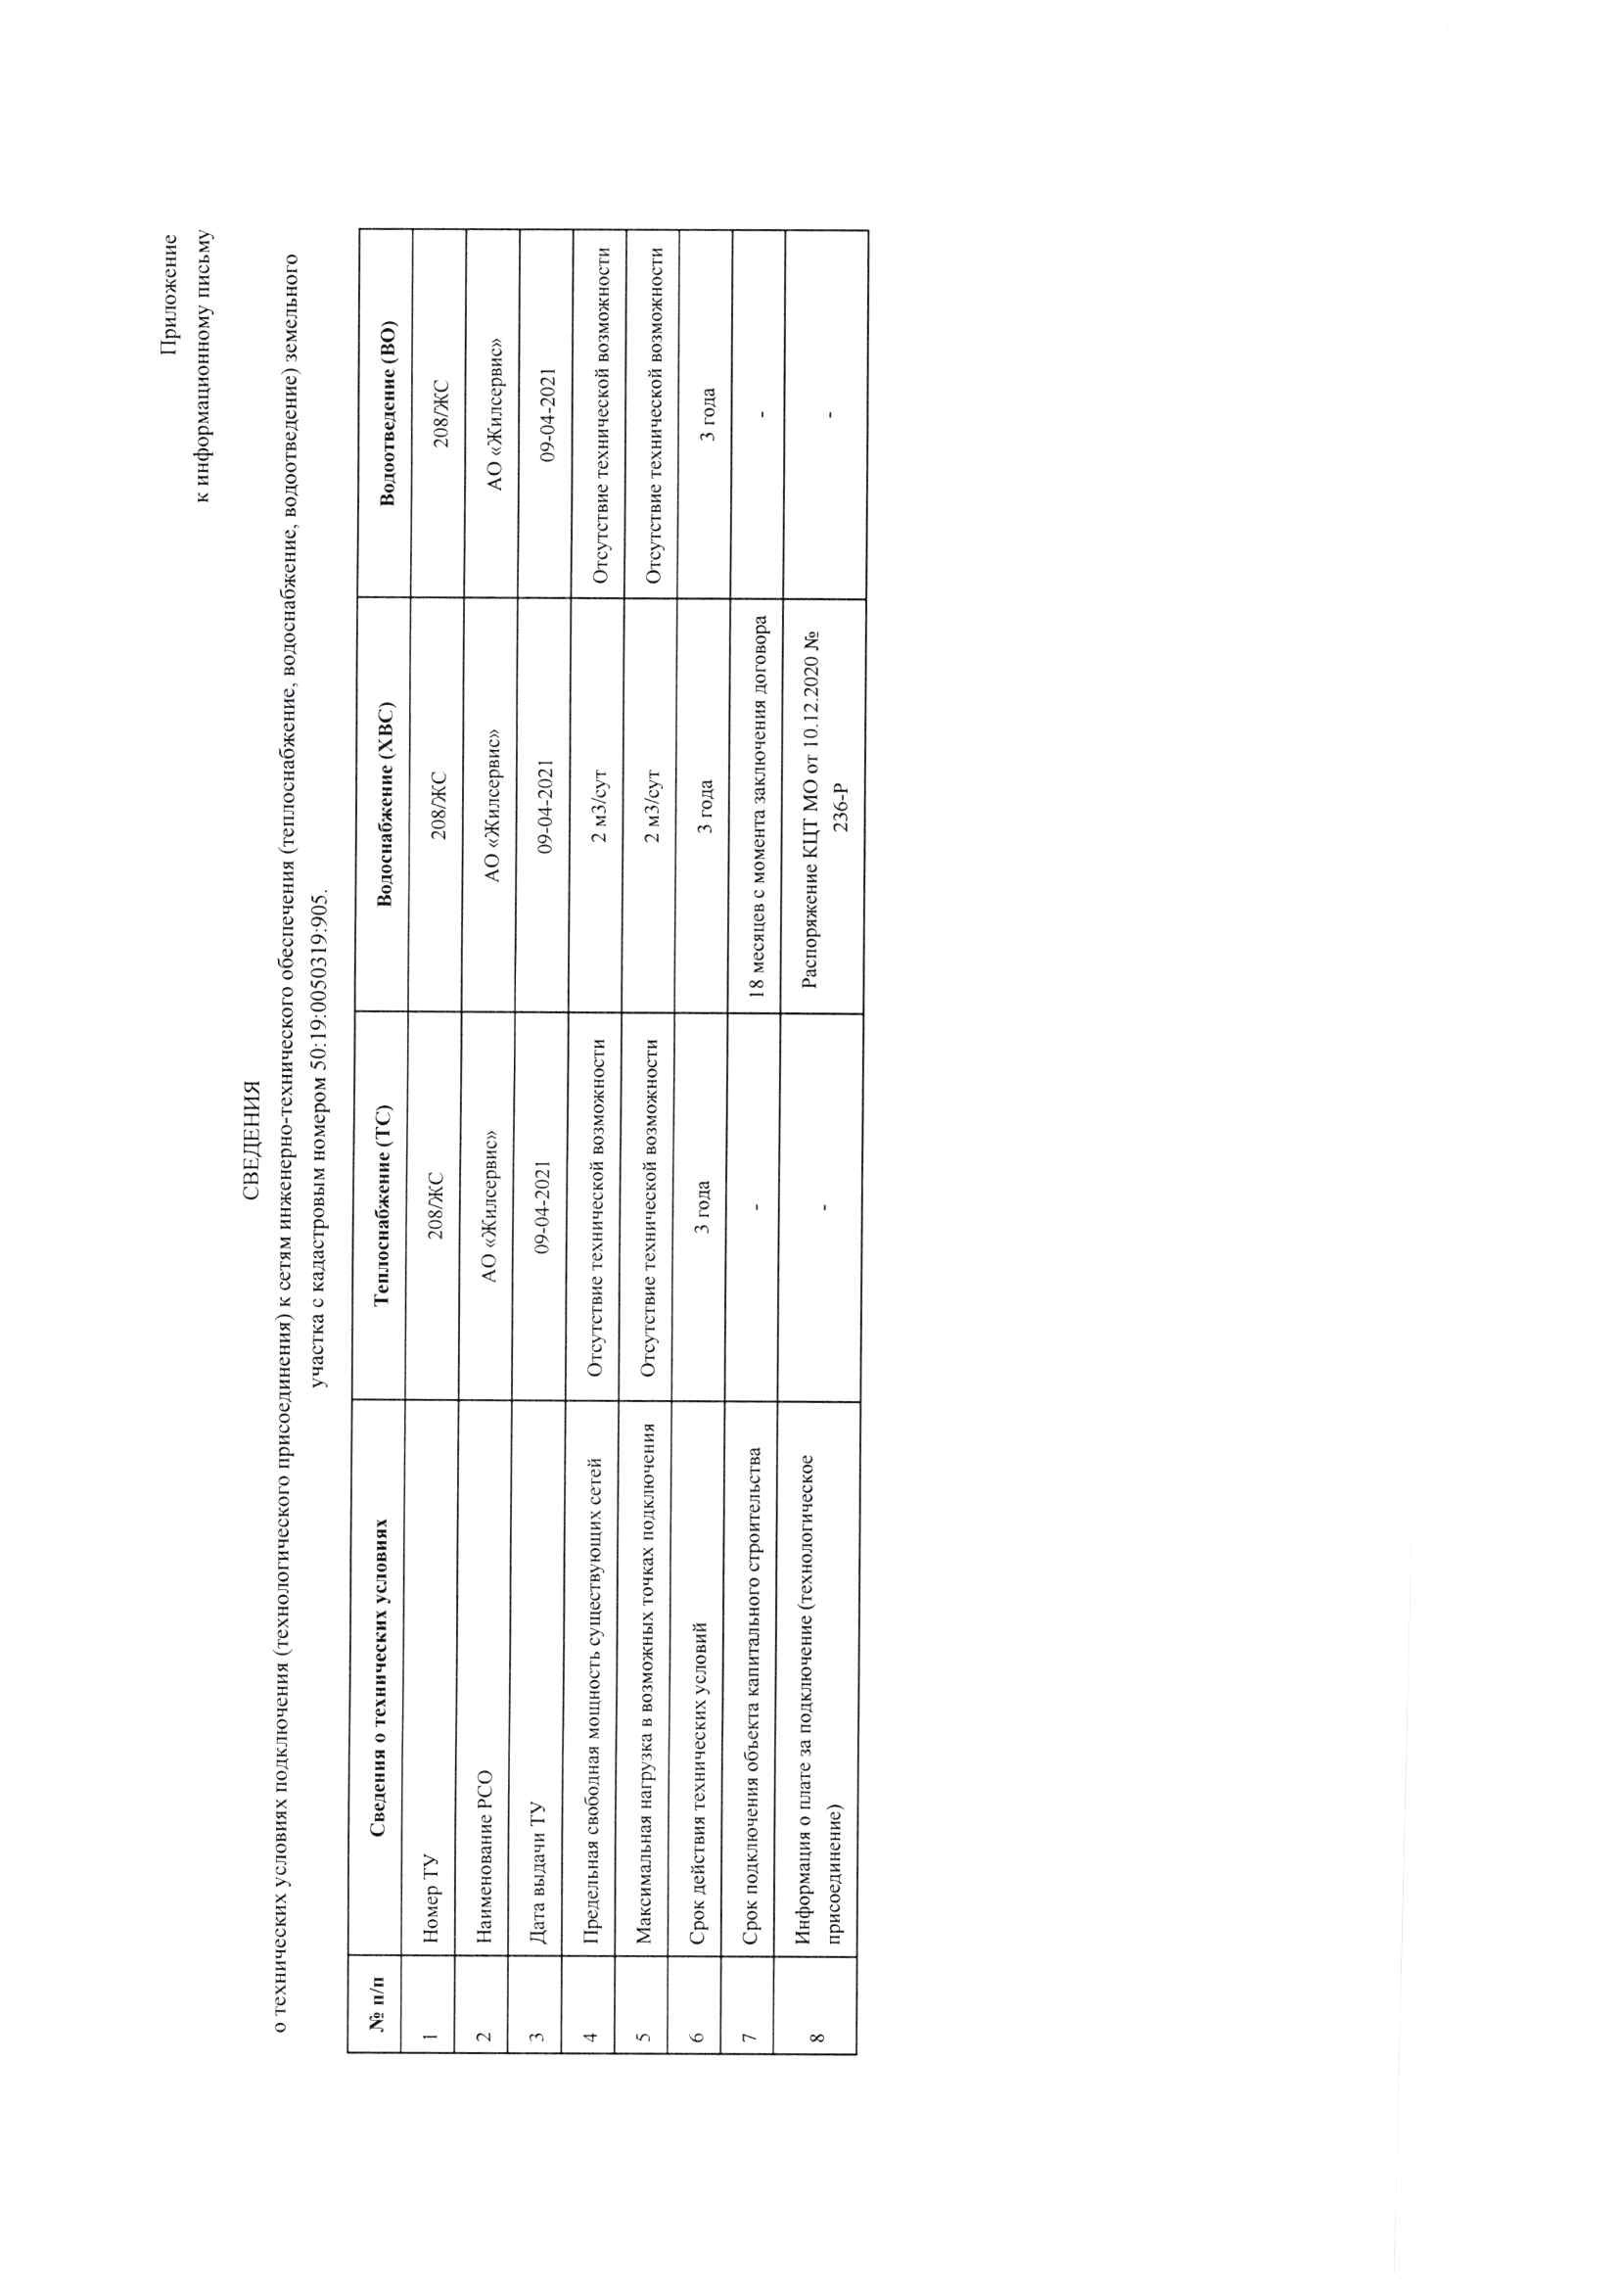 Приложение
к информационному письму
СВЕДЕНИЯ
о технических условиях подключения (технологического присоединения) к сетям инженерно-технического обеспечения (теплоснабжение, водоснабжение, водоотведение) земельного
участка с кадастровым номером 50:19:0050319:905.
№ п/п Сведения о технических условиях Теплоснабжение (ТС) Водоснабжение (ХВС) Водоотведение (ВО)
1 Номер ТУ 208/ЖС 208/ЖС 208/ЖС
2 Наименование РСО АО «Жилсервис» АО «Жилсервис» АО «Жилсервис»
3 Дата выдачи ТУ 09-04-2021 09-04-2021 09-04-2021
4 Предельная свободная мощность существующих сетей Отсутствие технической возможности 2 м3/сут Отсутствие технической возможности
5 Максимальная нагрузка в возможных точках подключения Отсутствие технической возможности 2 м3/сут Отсутствие технической возможности
6 Срок действия технических условий 3 года 3 года 3 года
7 Срок подключения объекта капитального строительства - 18 месяцев с момента заключения договора -
8 Информация о плате за подключение (технологическое
присоединение) - Распоряжение КЦТ МО от 10.12.2020 №
236-Р -